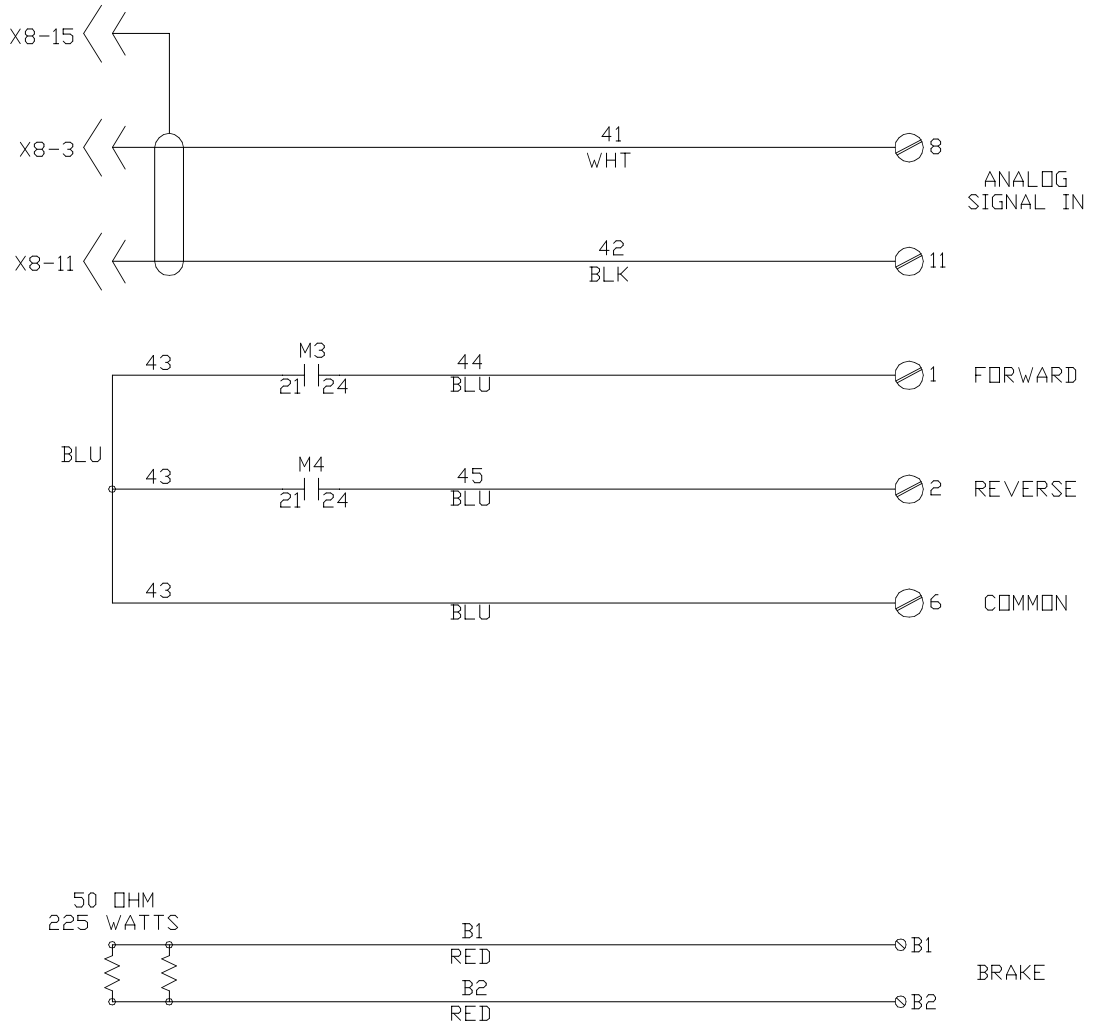 X8-15
X8-3
41
WHT
8
ANALOG
SIGNAL IN
X8-11
42
BLK
11
43
M3
21
24
44
BLU
1
FORWARD
BLU
43
M4
21
24
45
BLU
2
REVERSE
43
BLU
6
COMMON
50 OHM
225 WATTS
B1
RED
B1
BRAKE
B2
RED
B2